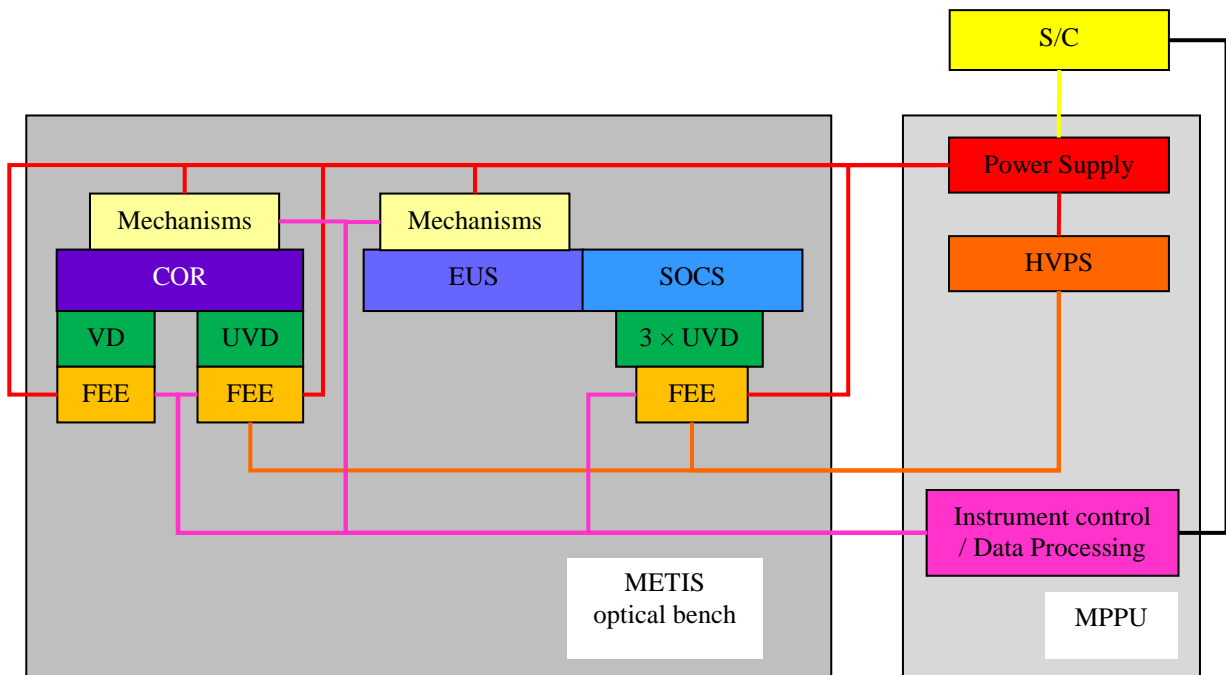 S/C
Power Supply
Mechanisms
Mechanisms
COR
EUS
SOCS
HVPS
VD
UVD
3 × UVD
FEE
FEE
FEE
Instrument control
/ Data Processing
METIS
optical bench
MPPU